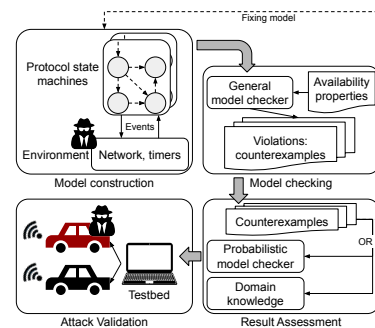 Fixing model
Protocol state
machines
Events
Environment
Network, timers
Model construction
General
model checker
Availability
properties
Violations:
counterexamples
Model checking
Counterexamples
OR
Probabilistic
model checker
Domain
knowledge
Result Assessment
Testbed
Attack Validation